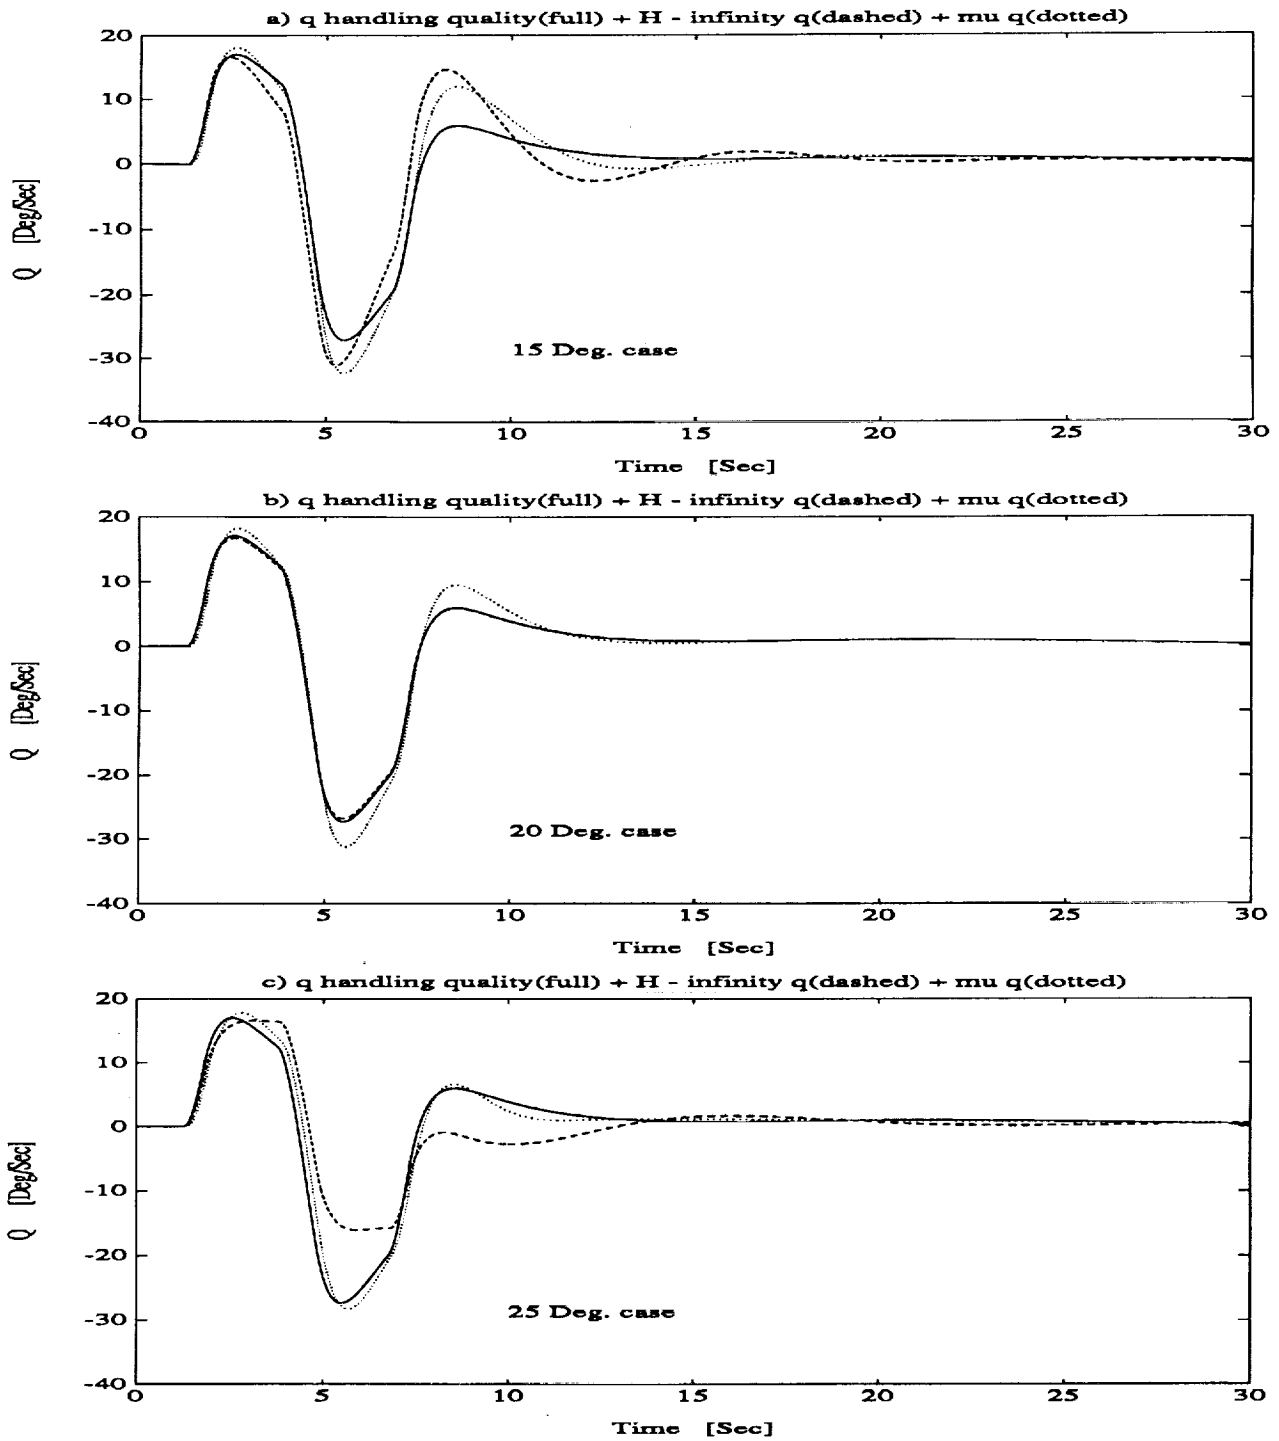 a) q handling quality(full) + H - infinity q(dashed) + mu q(dotted)
20
10
0
-10
-20
-30
-40
Q [Deg/Sec]
15 Deg. case
0 5 10 15 20 25 30
Time [Sec]
b) q handling quality(full) + H - infinity q(dashed) + mu q(dotted)
20
10
0
-10
-20
-30
-40
Q [Deg/Sec]
20 Deg. case
0 5 10 15 20 25 30
Time [Sec]
c) q handling quality(full) + H - infinity q(dashed) + mu q(dotted)
20
10
0
-10
-20
-30
-40
Q [Deg/Sec]
25 Deg. case
0 5 10 15 20 25 30
Time [Sec]